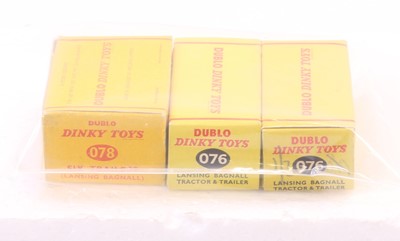 DUBLO DINKY TOYS
DUBLO DINKY TOYS
DUBLO DINKY TOYS
DUBLO
DINKY TOYS
078
LANSING BAGNALL
DUBLO
DINKY TOYS
076
LANSING BAGNALL
TRACTOR & TRAILER
DUBLO
DINKY TOYS
076
LANSING BAGNALL
TRACTOR & TRAILER